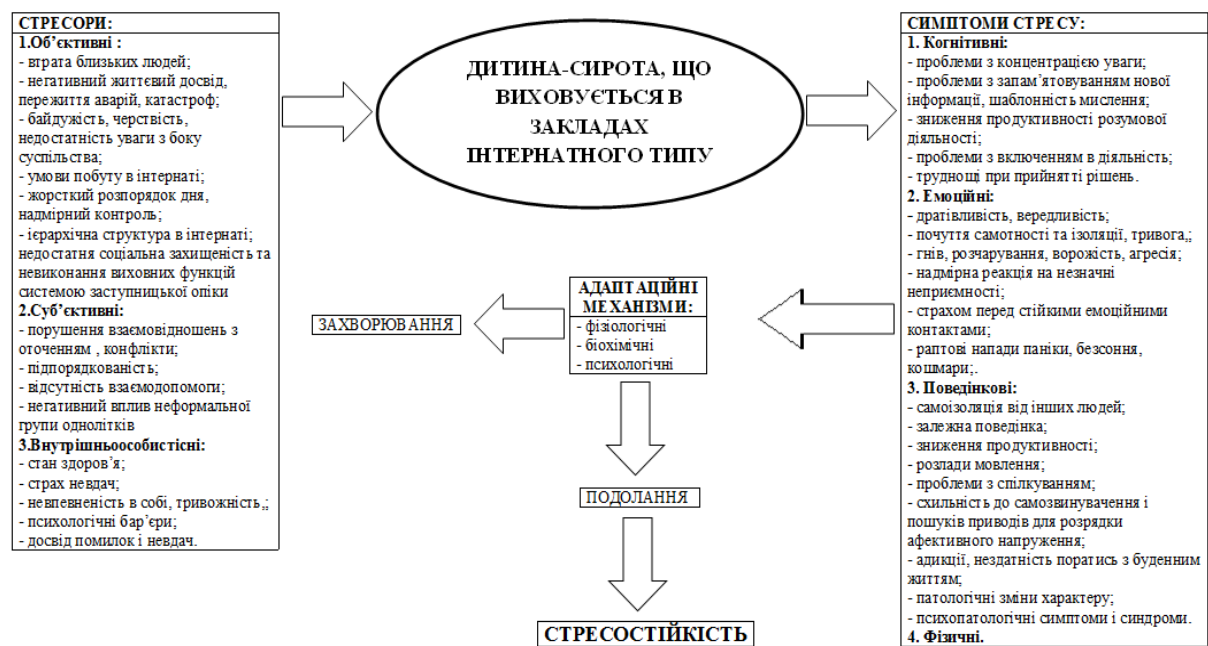 СТРЕСОРИ:
1.Об’єктивні :
- втрата близьких людей;
- негативний життєвий досвід,
пережиття аварій, катастроф;
- байдужість, черствість,
недостатність уваги з боку
суспільства;
- умови побуту в інтернаті;
- жорсткий розпорядок дня,
надмірний контроль;
- ієрархічна структура в інтернаті;
недостатня соціальна захищеність та
невиконання виховних функцій
системою заступницької опіки
2.Суб’єктивні:
- порушення взаємовідношень з
оточенням , конфлікти;
- підпорядкованість;
- відсутність взаємодопомоги;
- негативний вплив неформальної
групи однолітків
3.Внутрішньоособистісні:
- стан здоров’я;
- страх невдач;
- невпевненість в собі, тривожність,;
- психологічні бар’єри;
- досвід помилок і невдач.
ДИТИНА-СИРОТА, ЩО
ВИХОВУЄТЬСЯ В
ЗАКЛАДАХ
ІНТЕРНАТНОГО ТИПУ
СИМПТОМИ СТРЕСУ:
1. Когнітивні:
- проблеми з концентрацією уваги;
- проблеми з запам’ятовуванням нової
інформації, шаблонність мислення;
- зниження продуктивності розумової
діяльності;
- проблеми з включенням в діяльність;
- труднощі при прийнятті рішень.
2. Емоційні:
- дратівливість, вередливість;
- почуття самотності та ізоляції, тривога,;
- гнів, розчарування, ворожість, агресія;
- надмірна реакція на незначні
неприємності;
- страхом перед стійкими емоційними
контактами;
- раптові напади паніки, безсоння,
кошмари;.
3. Поведінкові:
- самоізоляція від інших людей;
- залежна поведінка;
- зниження продуктивності;
- розлади мовлення;
- проблеми з спілкуванням;
- схильність до самозвинувачення і
пошуків приводів для розрядки
афективного напруження;
- адикції, нездатність поратись з буденним
життям;
- патологічні зміни характеру;
- психопатологічні симптоми і синдроми.
4. Фізичні.
АДАПТАЦІЙНІ
МЕХАНІЗМИ:
- фізіологічні
- біохімічні
- психологічні
ЗАХВОРЮВАННЯ
ПОДОЛАННЯ
СТРЕСОСТІЙКІСТЬ